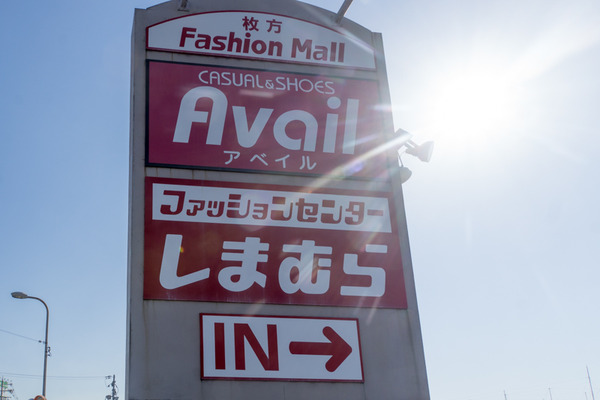 枚方
Fashion Mall
CASUAL&SHOES
Avail
アベイル
ファッションセンター
しまむら
IN→